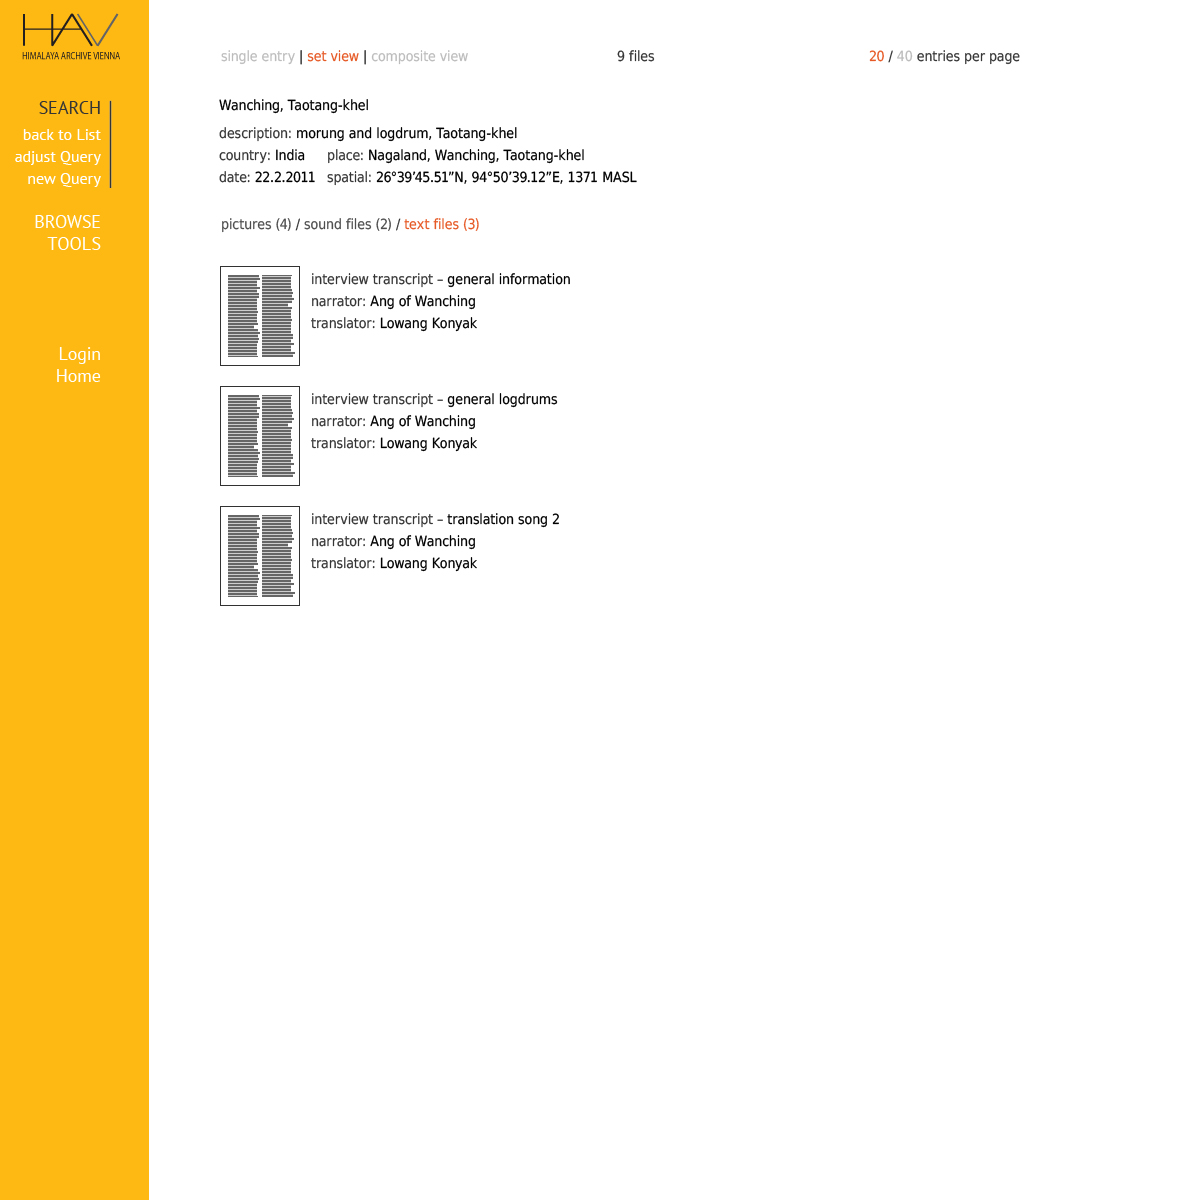 HAV
HIMALAYA ARCHIVE VIENNA
SEARCH
back to List
adjust Query
new Query
BROWSE
TOOLS
Login
Home
single entry | set view | composite view
9 files
20 / 40 entries per page
Wanching, Taotang-khel
description: morung and logdrum, Taotang-khel
country: India place: Nagaland, Wanching, Taotang-khel
date: 22.2.2011 spatial: 26°39’45.51”N, 94°50’39.12”E, 1371 MASL
pictures (4) / sound files (2) / text files (3)
interview transcript – general information
narrator: Ang of Wanching
translator: Lowang Konyak
interview transcript – general logdrums
narrator: Ang of Wanching
translator: Lowang Konyak
interview transcript – translation song 2
narrator: Ang of Wanching
translator: Lowang Konyak